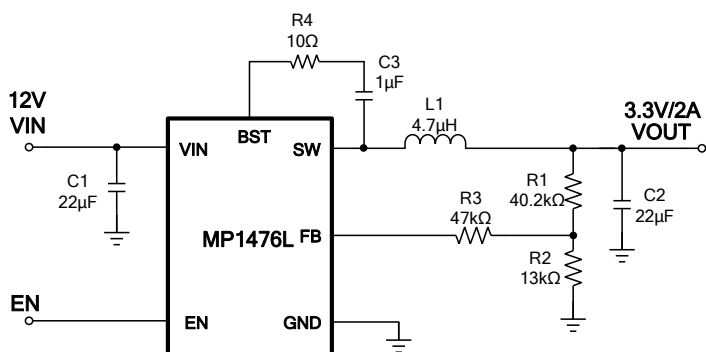 R4
10Ω
C3
1µF
12V
VIN
L1
4.7µH
3.3V/2A
VOUT
BST
VIN
SW
C1
22µF
R1
40.2kΩ
C2
22µF
R3
47kΩ
MP1476L
FB
R2
13kΩ
EN
EN
GND